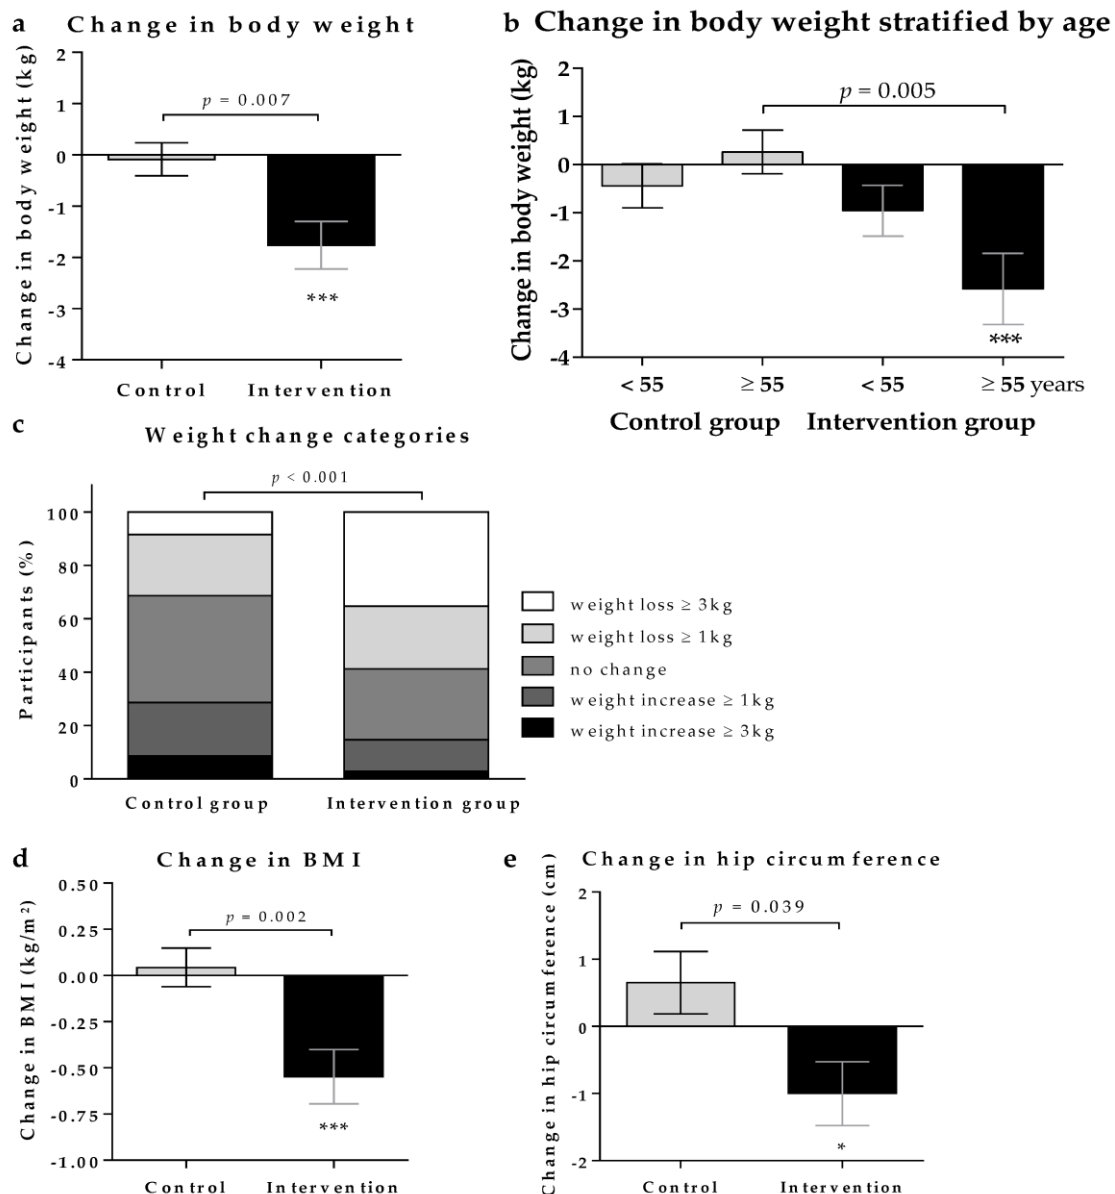 a Change in body weight
Change in body weight (kg)
2
1
0
-1
-2
-3
-4
p = 0.007
***
Control Intervention
b Change in body weight stratified by age
Change in body weight (kg)
2
1
0
-1
-2
-3
-4
p = 0.005
***
< 55 ≥ 55 < 55 ≥ 55 years
Control group Intervention group
c
Weight change categories
Participants (%)
p < 0.001
100
80
60
40
20
0
Control group Intervention group
weight loss ≥ 3kg
weight loss ≥ 1kg
no change
weight increase ≥ 1kg
weight increase ≥ 3kg
d Change in BMI
Change in BMI (kg/m²)
0.50
0.25
0.00
-0.25
-0.50
-0.75
-1.00
p = 0.002
***
Control Intervention
e Change in hip circumference
Change in hip circumference (cm)
2
1
0
-1
-2
p = 0.039
*
Control Intervention